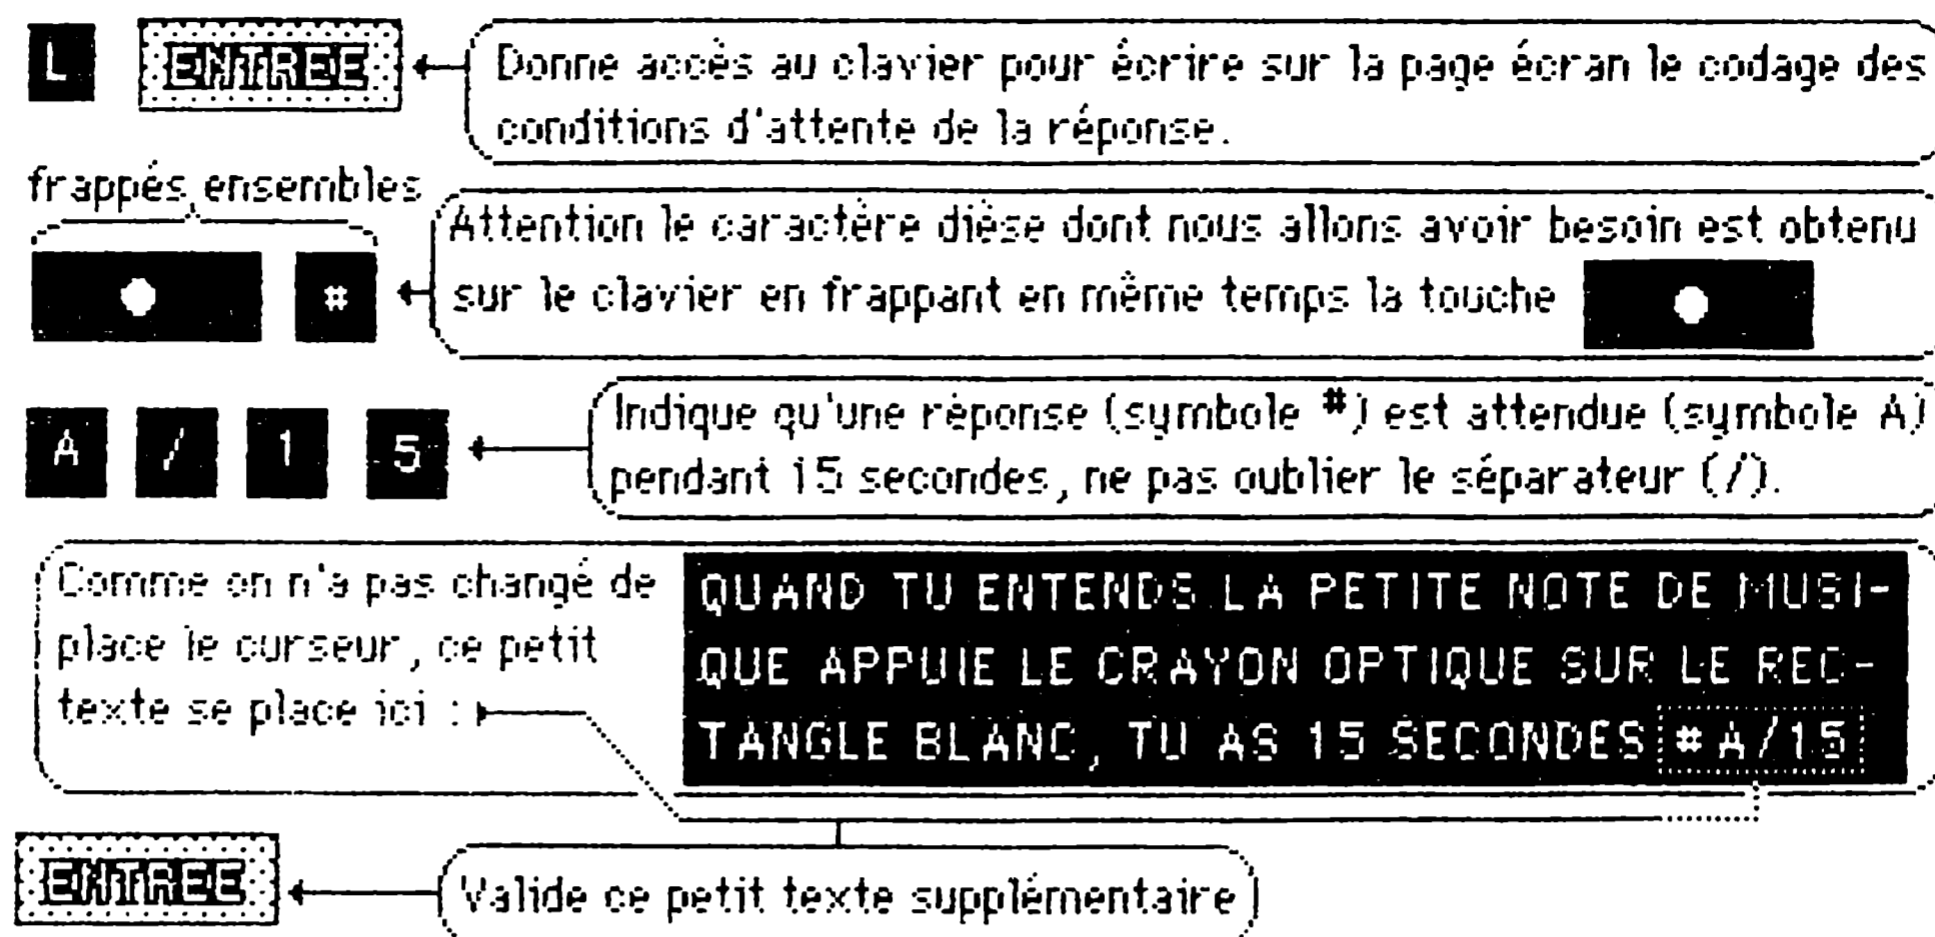 L ENTREE Donne accès au clavier pour écrire sur la page écran le codage des
conditions d'attente de la réponse.
frappés ensembles
Attention le caractère dièse dont nous allons avoir besoin est obtenu
# sur le clavier en frappant en même temps la touche
A / 1 5 Indique qu'une réponse (symbole #) est attendue (symbole A)
pendant 15 secondes, ne pas oublier le séparateur (/).
Comme on n'a pas changé de
place le curseur, ce petit
texte se place ici :
QUAND TU ENTENDS LA PETITE NOTE DE MUSI-
QUE APPUIE LE CRAYON OPTIQUE SUR LE REC-
TANGLE BLANC, TU AS 15 SECONDES #A/15
ENTREE Valide ce petit texte supplémentaire